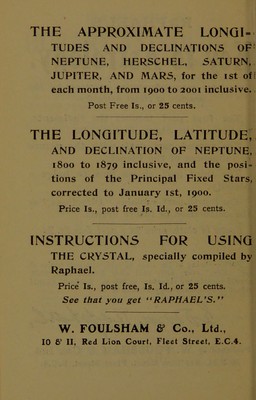 THE APPROXIMATE LONGI-
TUDES AND DECLINATIONS OF
NEPTUNE, HERSCHEL, SATURN,
JUPITER, AND MARS, for the 1st of
each month, from 1900 to 2001 inclusive.
Post Free 1s., or 25 cents.
THE LONGITUDE, LATITUDE,
AND DECLINATION OF NEPTUNE,
1800 to 1879 inclusive, and the posi-
tions of the Principal Fixed Stars,
corrected to January 1st, 1900.
Price 1s., post free 1s. 1d., or 25 cents.
INSTRUCTIONS FOR USING
THE CRYSTAL, specially compiled by
Raphael.
Price 1s., post free, 1s. 1d., or 25 cents.
See that you get "RAPHAEL'S."
W. FOULSHAM & Co., Ltd.,
10 & 11, Red Lion Court, Fleet Street, E.C.4.